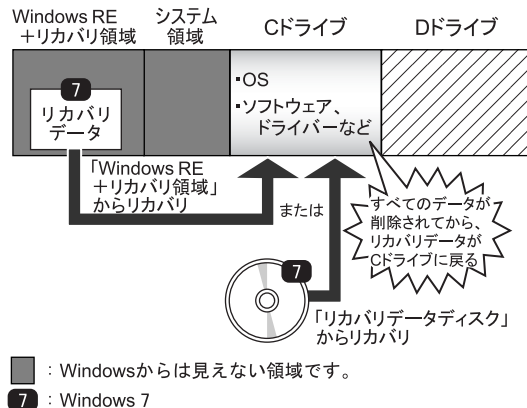 Windows RE
＋リカバリ領域
システム
領域
Cドライブ
Dドライブ
7
リカバリ
データ
・OS
・ソフトウェア、
ドライバーなど
「Windows RE
＋リカバリ領域」
からリカバリ
または
すべてのデータが
削除されてから、
リカバリデータが
Cドライブに戻る
7
「リカバリデータディスク」
からリカバリ
：Windowsからは見えない領域です。
7：Windows 7